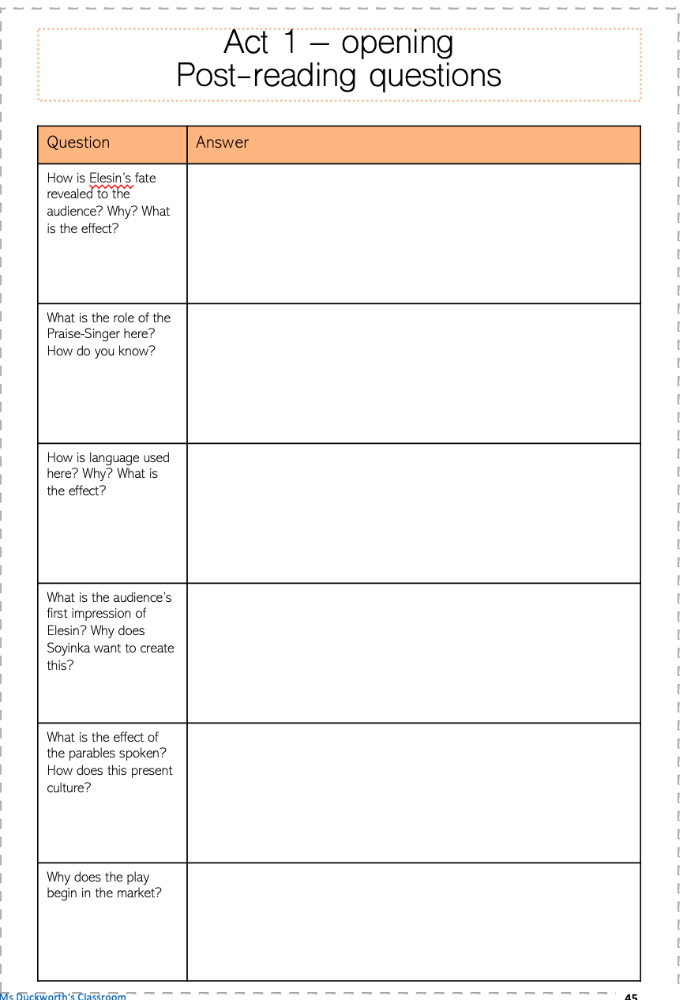 Act 1 – opening
Post-reading questions
Question
Answer
How is Elesin's fate
revealed to the
audience? Why? What
is the effect?
What is the role of the
Praise-Singer here?
How do you know?
How is language used
here? Why? What is
the effect?
What is the audience's
first impression of
Elesin? Why does
Soyinka want to create
this?
What is the effect of
the parables spoken?
How does this present
culture?
Why does the play
begin in the market?
Ms Duckworth's Classroom
45